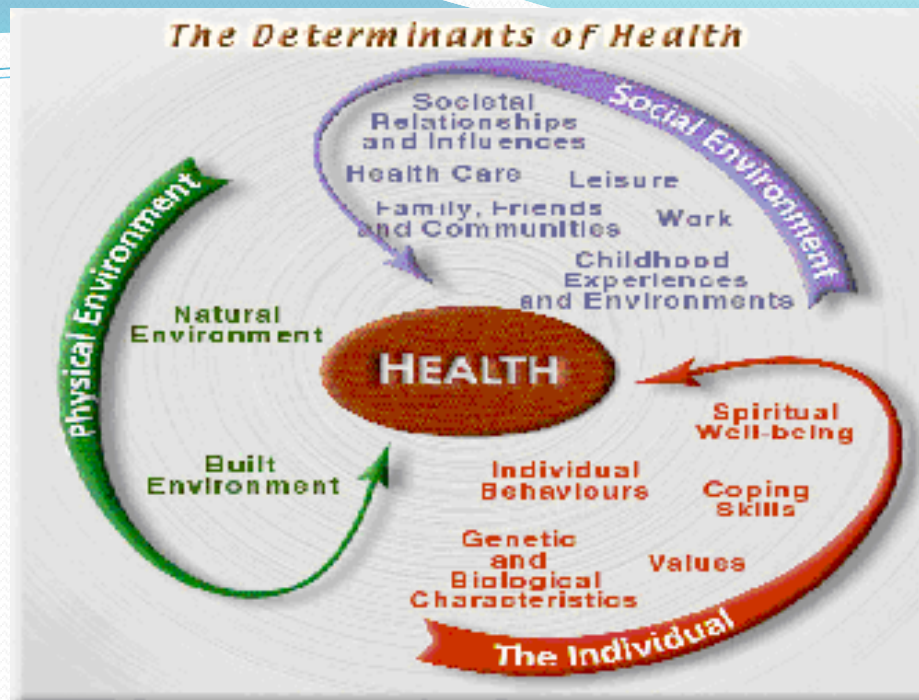 The Determinants of Health
Social Environment
Societal
Relationships
and Influences
Health Care
Leisure
Family, Friends
and Communities
Work
Childhood
Experiences
and Environments
Physical Environment
Natural
Environment
Built
Environment
HEALTH
Spiritual
Well-being
Individual
Behaviours
Coping
Skills
Genetic
and
Biological
Characteristics
Values
The Individual